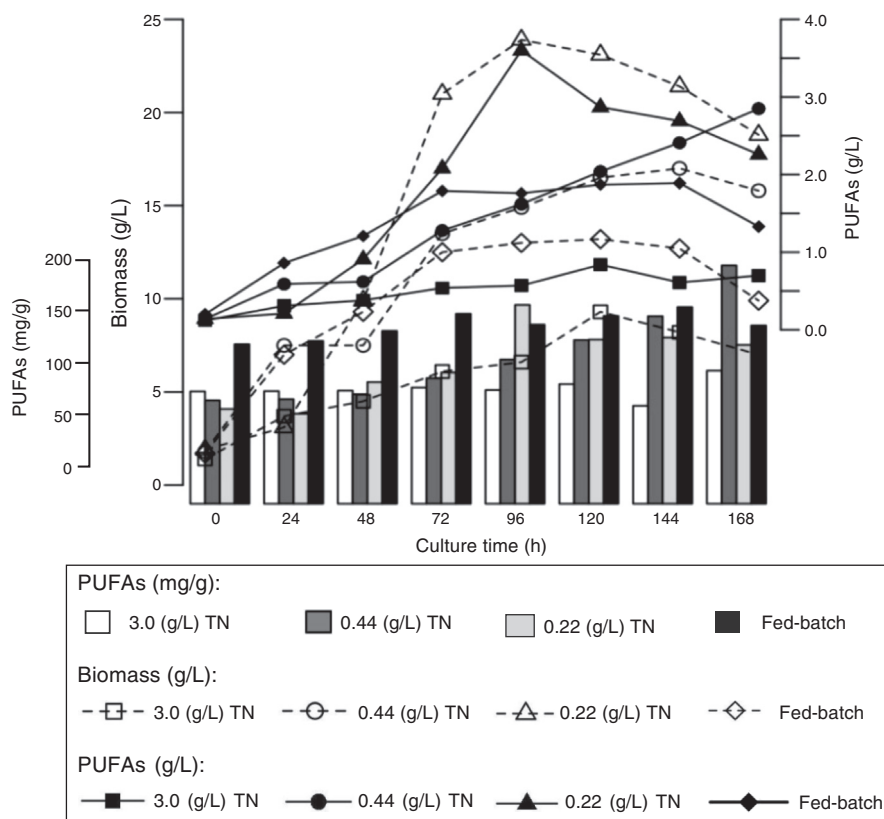 25
20
15
10
5
0
Biomass (g/L)
200
150
100
50
0
PUFAs (mg/g)
4.0
3.0
2.0
1.0
0.0
PUFAs (g/L)
0 24 48 72 96 120 144 168
Culture time (h)
PUFAs (mg/g):
3.0 (g/L) TN 0.44 (g/L) TN 0.22 (g/L) TN Fed-batch
Biomass (g/L):
3.0 (g/L) TN 0.44 (g/L) TN 0.22 (g/L) TN Fed-batch
PUFAs (g/L):
3.0 (g/L) TN 0.44 (g/L) TN 0.22 (g/L) TN Fed-batch